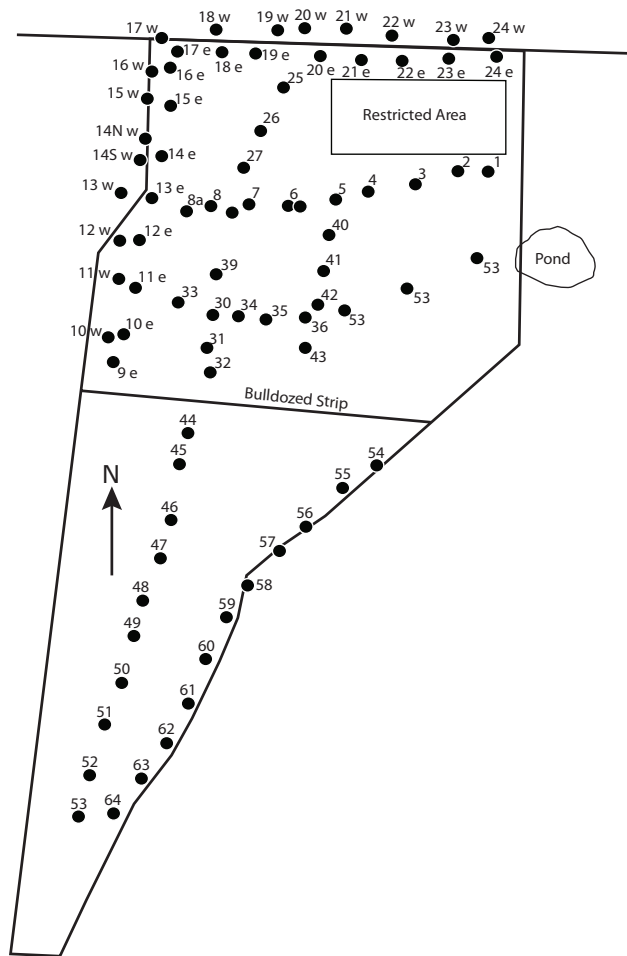 18 w
19 w
20 w
21 w
22 w
23 w
24 w
17 w
17 e
18 e
19 e
20 e
21 e
22 e
23 e
24 e
16 w
16 e
25
15 w
15 e
Restricted Area
26
14N w
14S w
14 e
27
13 w
13 e
8a
8
7
6
5
4
3
2
1
12 w
12 e
40
11 w
11 e
39
41
53
Pond
33
30
34
35
36
42
53
53
10 w
10 e
31
43
9 e
32
Bulldozed Strip
44
45
54
N
55
46
56
47
57
48
58
49
59
50
60
51
61
62
52
63
53
64